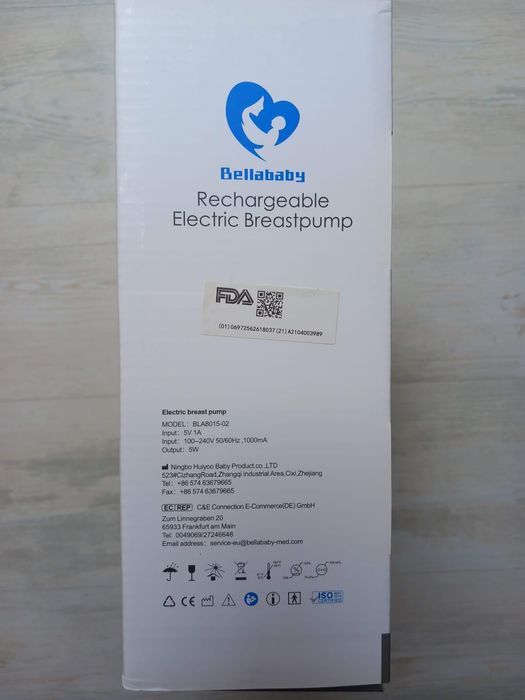 Bellababy
Rechargeable
Electric Breastpump
FDA
(01) 06972562618037 (21) A2104003989
Electric breast pump
MODEL: BLA8015-02
Input: 5V 1A
Input: 100-240V 50/60Hz ,1000mA
Output: 5W
Ningbo Huiyoo Baby Product co.,LTD
523#CizhangRoad,Zhangqi Industrial Area,Cixi,Zhejiang
Tel: +86 574 63679665
Fax: +86 574 63679665
EC REP C&E Connection E-Commerce(DE) GmbH
Zum Linnegraben 20
65933 Frankfurt am Main
Tel: 0049069/27246648
Email address: service-eu@bellababy-med.com
CE
ISO
CERTIFIED